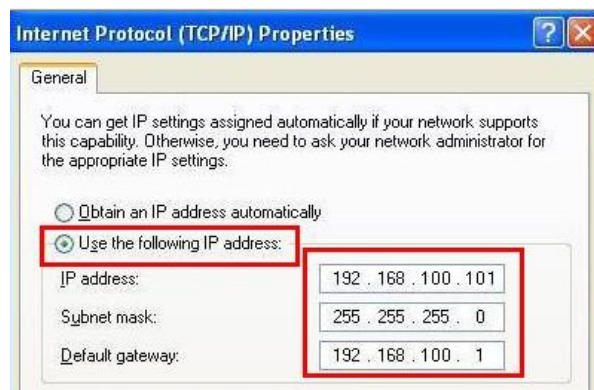 Internet Protocol (TCP/IP) Properties
General
You can get IP settings assigned automatically if your network supports
this capability. Otherwise, you need to ask your network administrator for
the appropriate IP settings.
Obtain an IP address automatically
Use the following IP address:
IP address: 192 . 168 . 100 . 101
Subnet mask: 255 . 255 . 255 . 0
Default gateway: 192 . 168 . 100 . 1